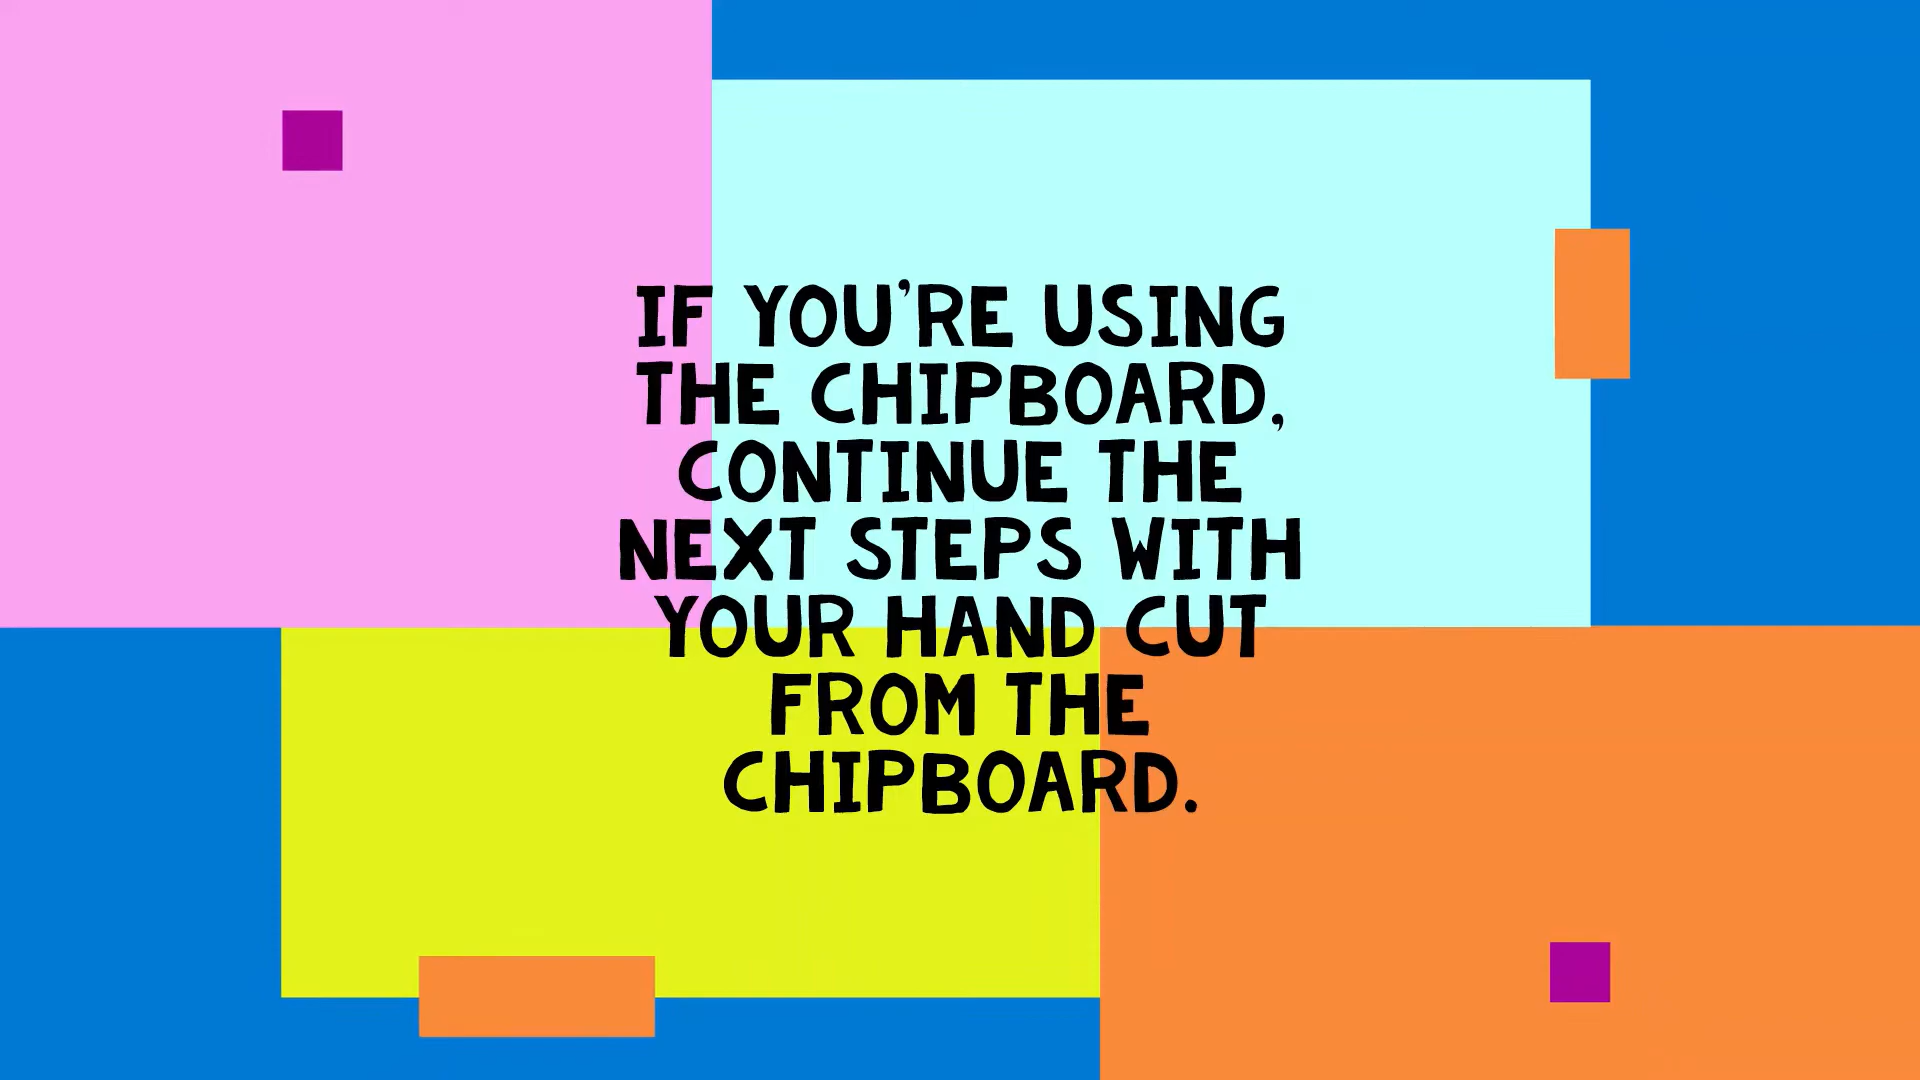 IF YOU'RE USING
THE CHIPBOARD,
CONTINUE THE
NEXT STEPS WITH
YOUR HAND CUT
FROM THE
CHIPBOARD.